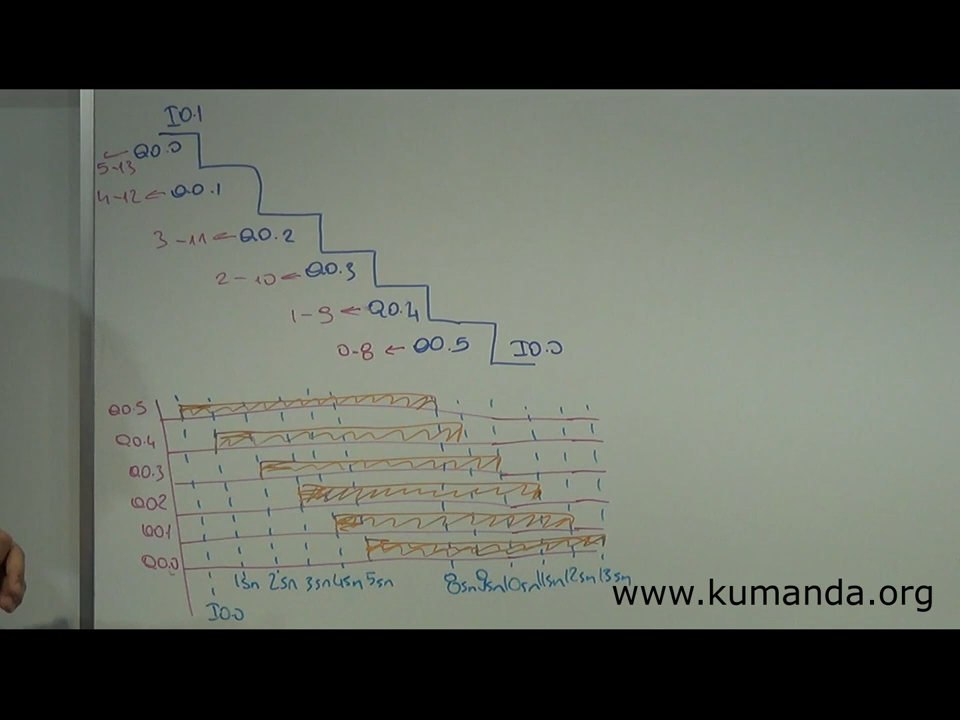 I0.1
Q0.0
5-13
4-12 ← Q0.1
3-11 ← Q0.2
2-10 ← Q0.3
1-9 ← Q0.4
0-8 ← Q0.5 I0.0
Q0.5
Q0.4
Q0.3
Q0.2
Q0.1
Q0.0
1sn 2sn 3sn 4sn 5sn 8sn 9sn 10sn 11sn 12sn 13sn
I0.0
www.kumanda.org